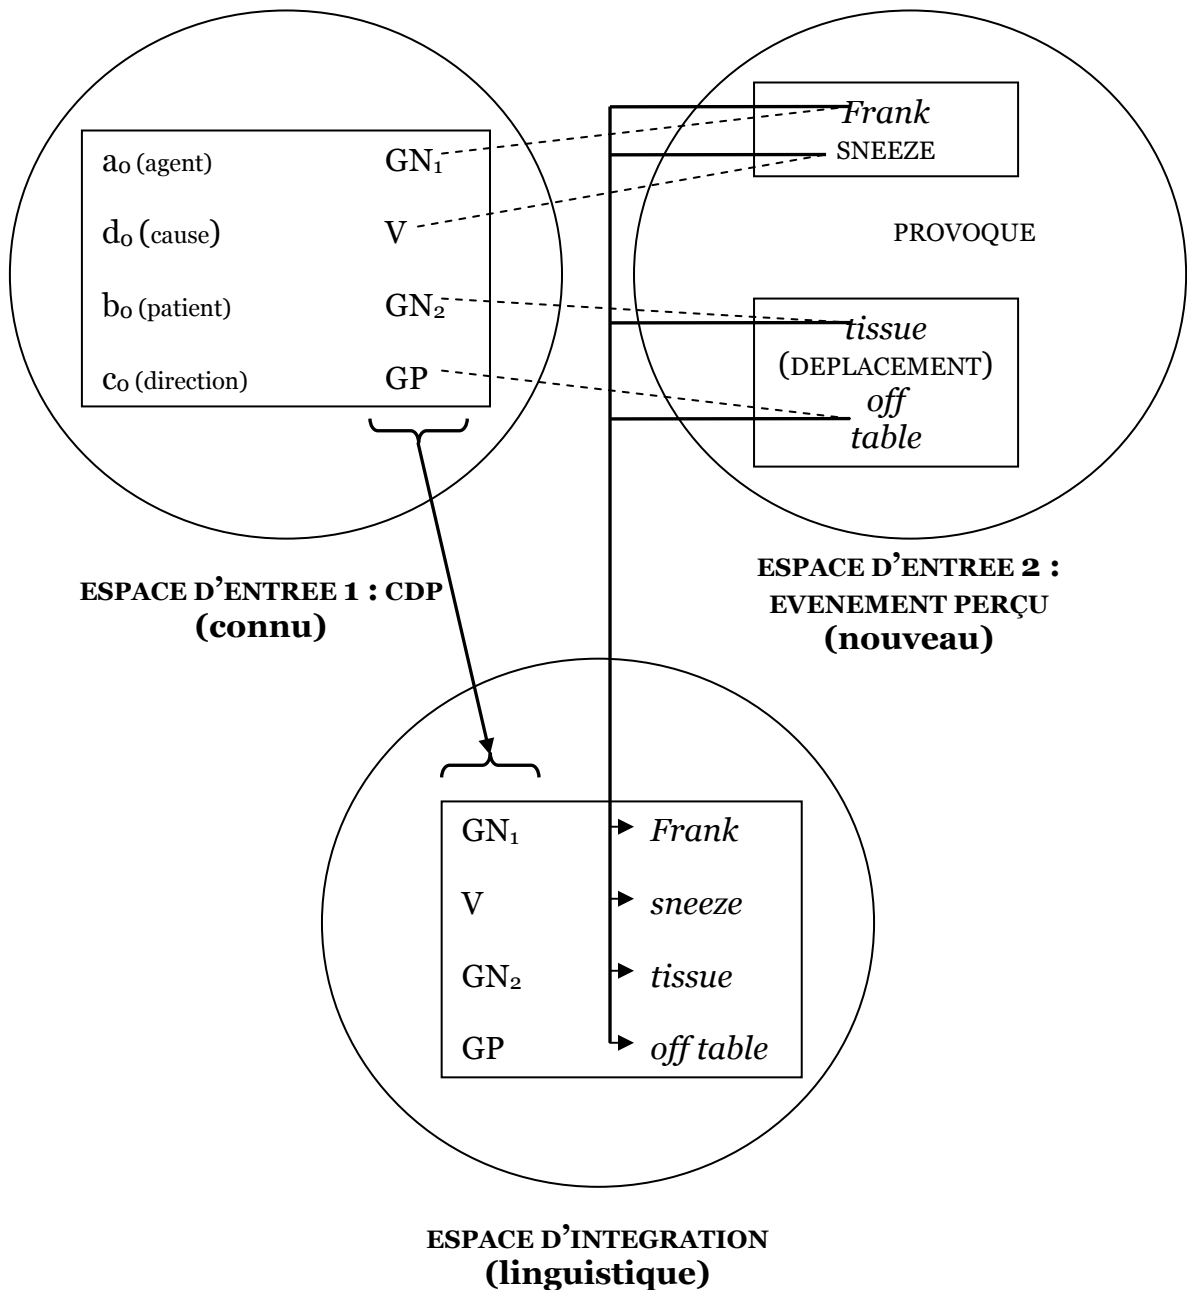 a₀ (agent) GN₁
d₀ (cause) V
b₀ (patient) GN₂
c₀ (direction) GP
ESPACE D’ENTREE 1 : CDP
(connu)
Frank
SNEEZE
PROVOQUE
tissue
(DEPLACEMENT)
off
table
ESPACE D’ENTREE 2 :
EVENEMENT PERÇU
(nouveau)
GN₁ Frank
V sneeze
GN₂ tissue
GP off table
ESPACE D’INTEGRATION
(linguistique)